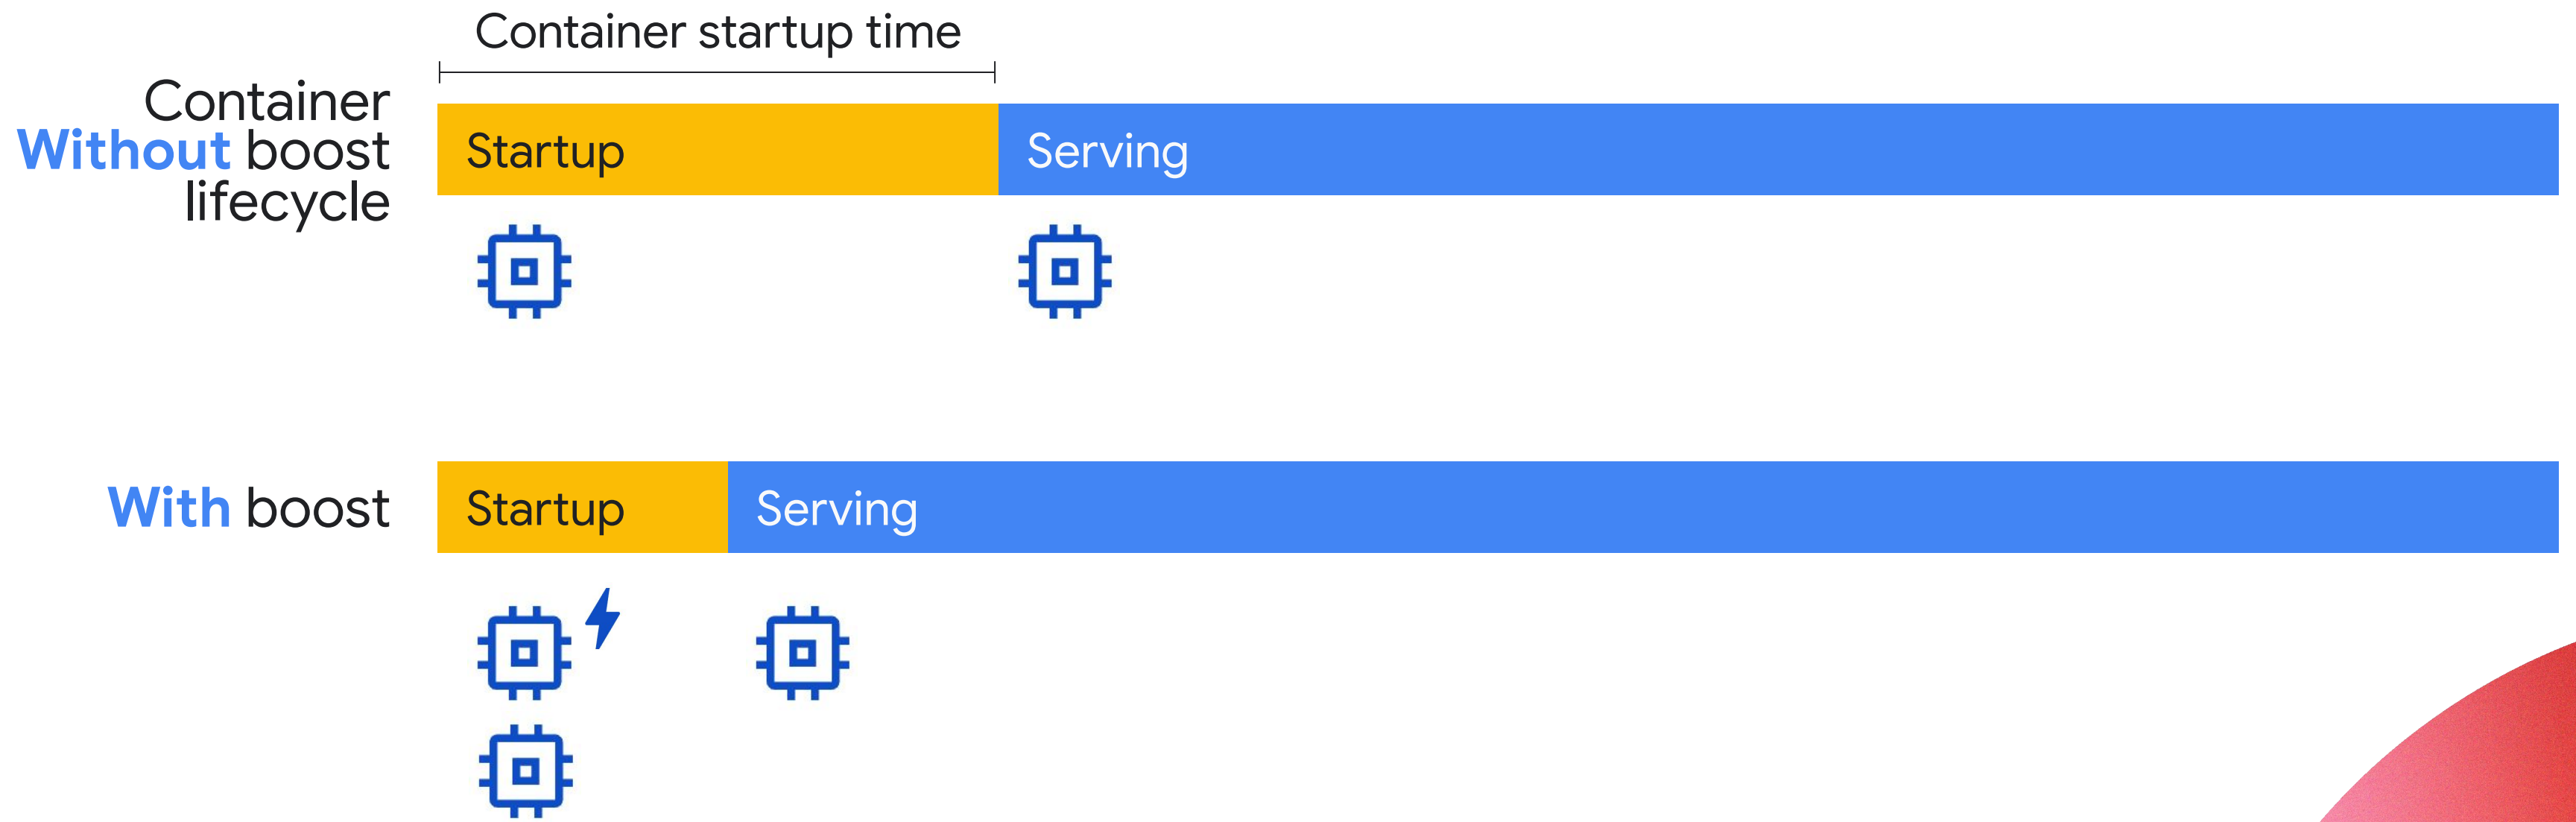 Container startup time
Container
Without boost
lifecycle
Startup
Serving
With boost
Startup
Serving